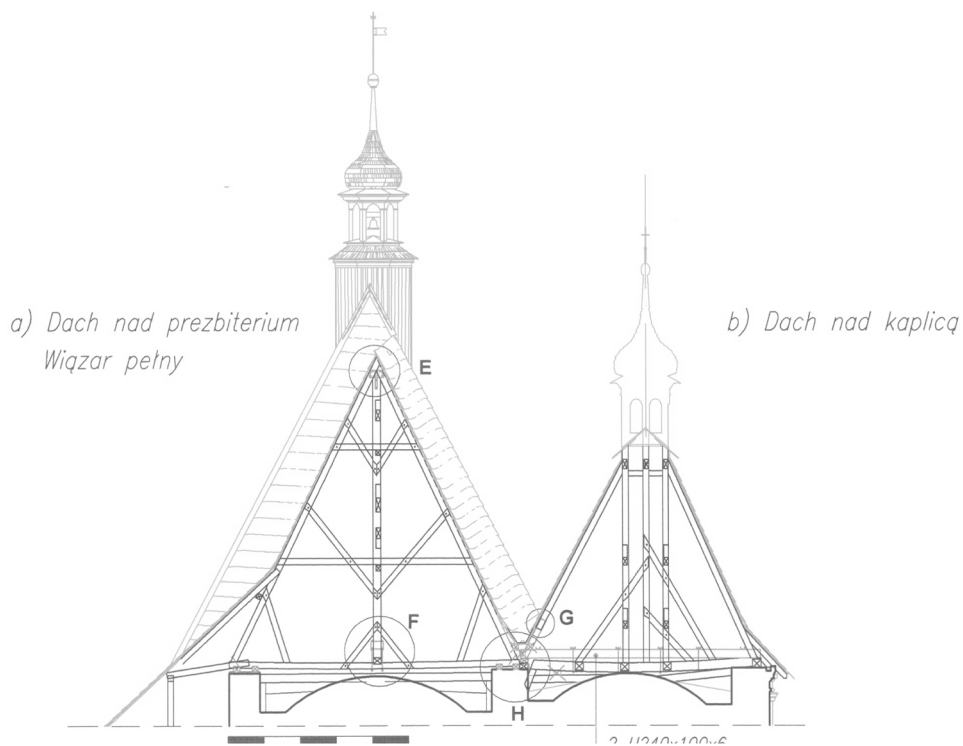 a) Dach nad prezbiterium
Wiązar pełny
b) Dach nad kaplicą
E
F
G
H